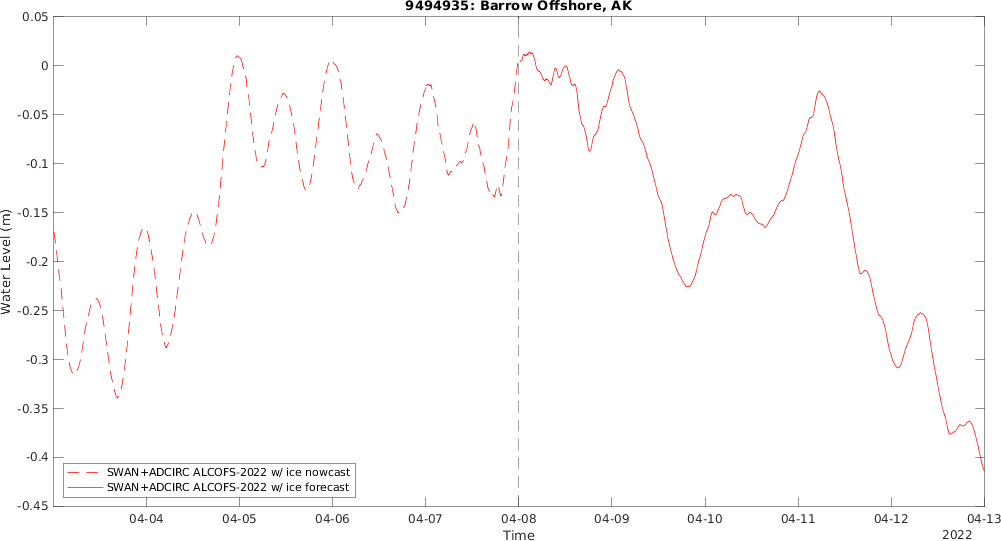 9494935: Barrow Offshore, AK
0.05
0
-0.05
-0.1
-0.15
-0.2
-0.25
-0.3
-0.35
-0.4
-0.45
Water Level (m)
SWAN+ADCIRC ALCOFS-2022 w/ ice nowcast
SWAN+ADCIRC ALCOFS-2022 w/ ice forecast
04-04 04-05 04-06 04-07 04-08 04-09 04-10 04-11 04-12 04-13
Time
2022